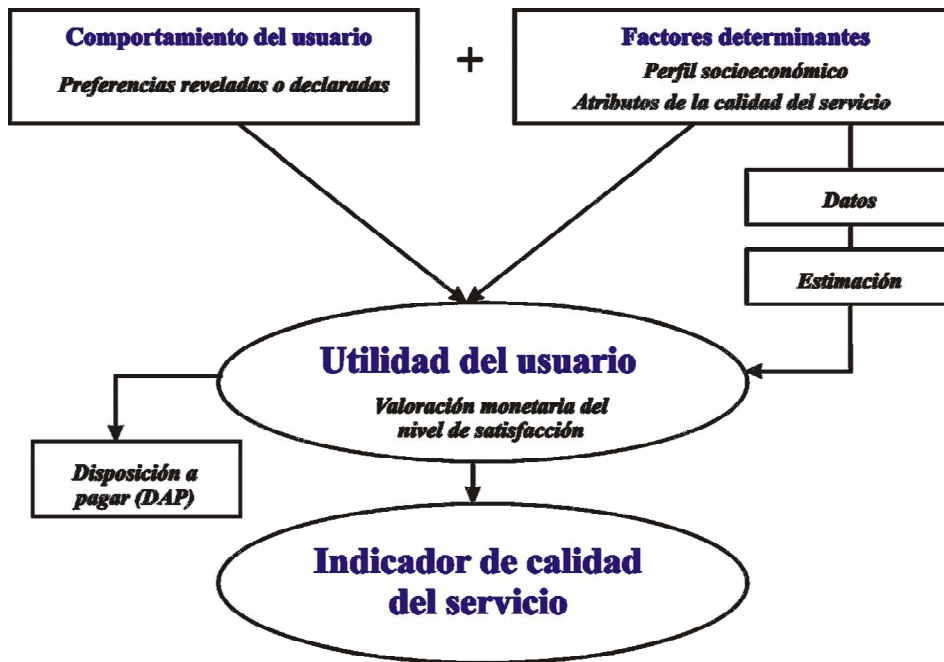 Comportamiento del usuario
Preferencias reveladas o declaradas
+
Factores determinantes
Perfil socioeconómico
Atributos de la calidad del servicio
Datos
Estimación
Utilidad del usuario
Valoración monetaria del
nivel de satisfacción
Disposición a
pagar (DAP)
Indicador de calidad
del servicio